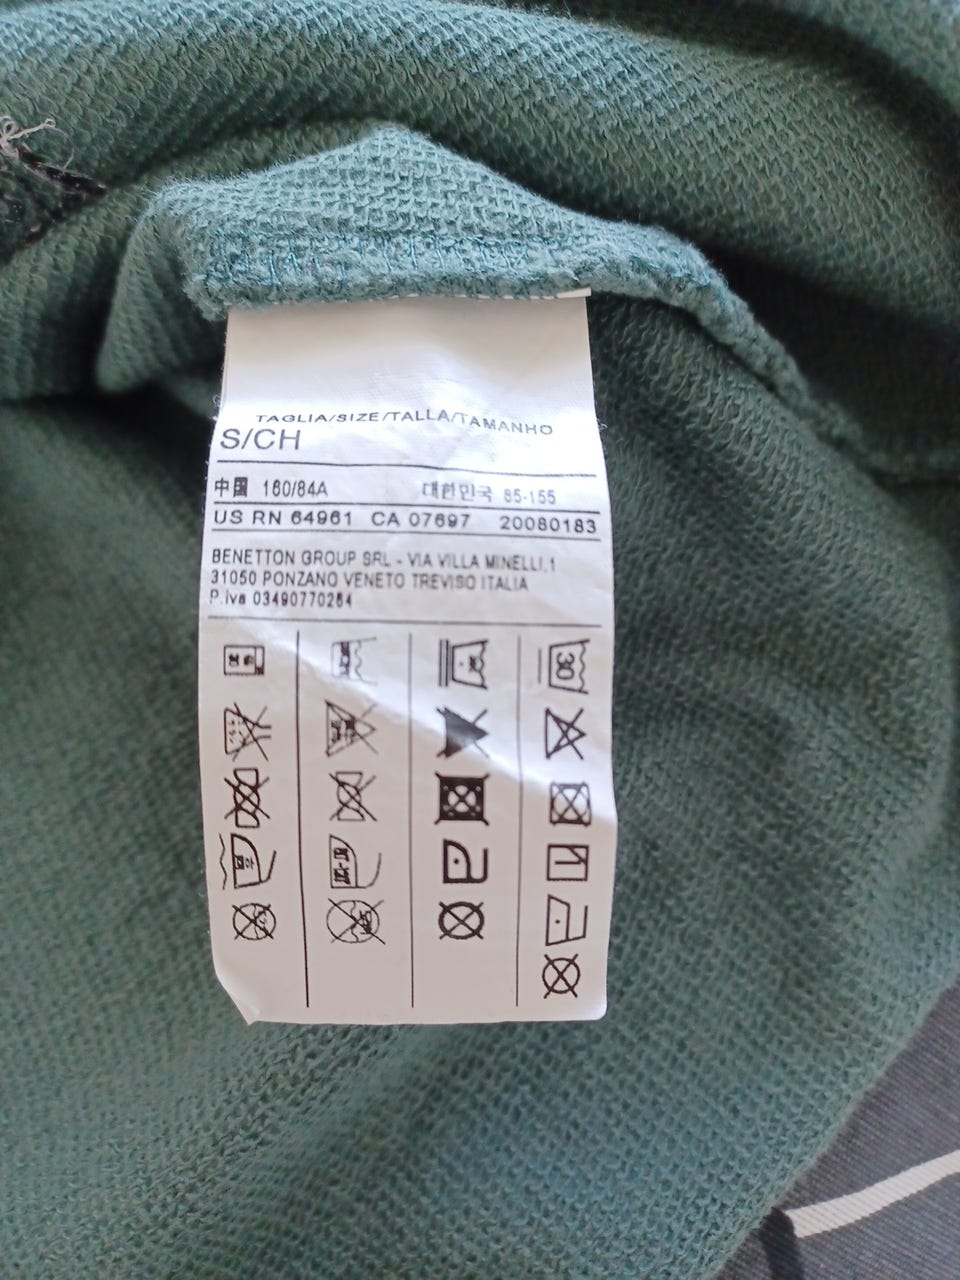 TAGLIA/SIZE/TALLA/TAMANHO
S/CH
中国 160/84A 대한민국 85-155
US RN 64961 CA 07697 20080183
BENETTON GROUP SRL - VIA VILLA MINELLI,1
31050 PONZANO VENETO TREVISO ITALIA
P.Iva 03490770264
30